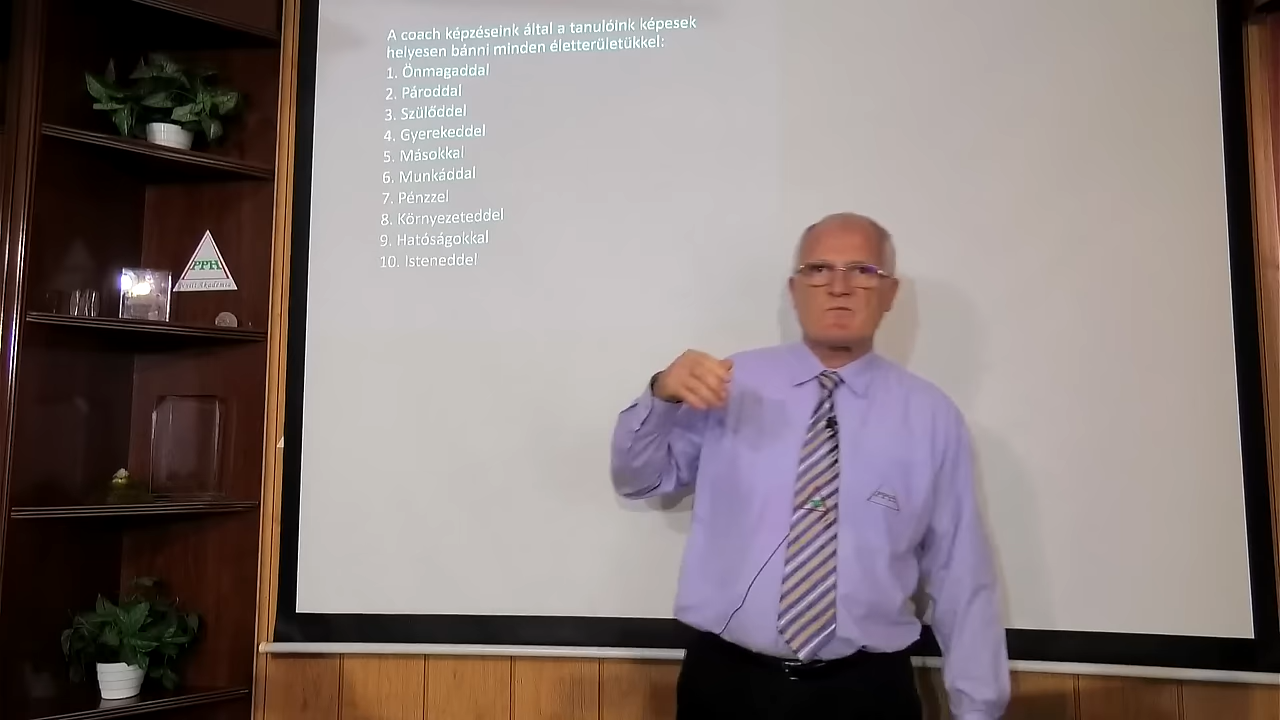 A coach képzéseink által a tanulóink képesek
helyesen bánni minden életterületükkel:
1. Önmagaddal
2. Pároddal
3. Szülőddel
4. Gyerekeddel
5. Másokkal
6. Munkáddal
7. Pénzzel
8. Környezeteddel
9. Hatóságokkal
10. Isteneddel
PPH
Akadémia